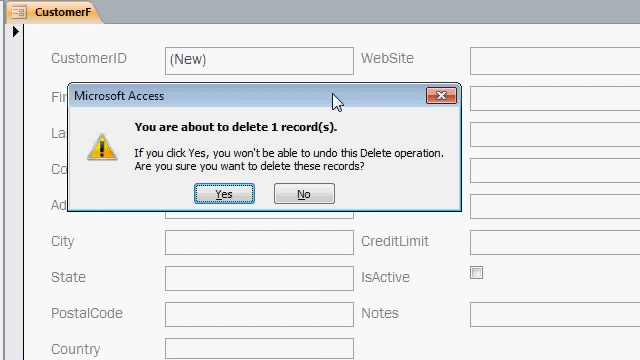 CustomerF
CustomerID (New) WebSite
Microsoft Access
You are about to delete 1 record(s).
If you click Yes, you won't be able to undo this Delete operation.
Are you sure you want to delete these records?
Yes No
City CreditLimit
State IsActive
PostalCode Notes
Country